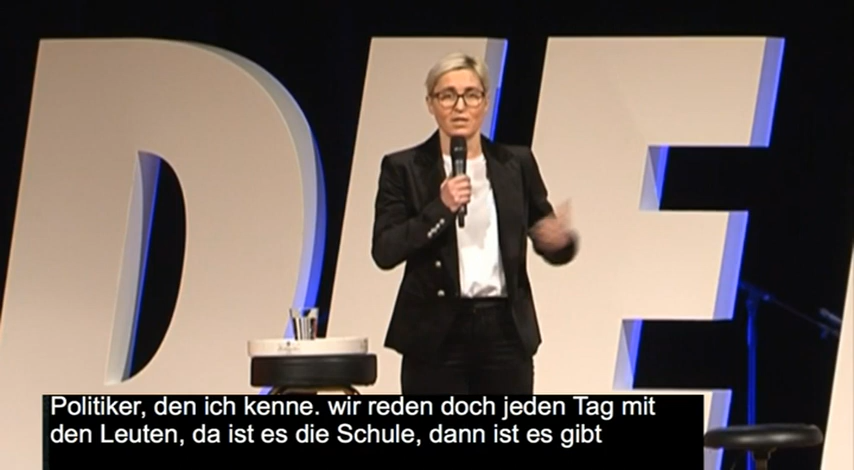 DIE
Politiker, den ich kenne. wir reden doch jeden Tag mit
den Leuten, da ist es die Schule, dann ist es gibt